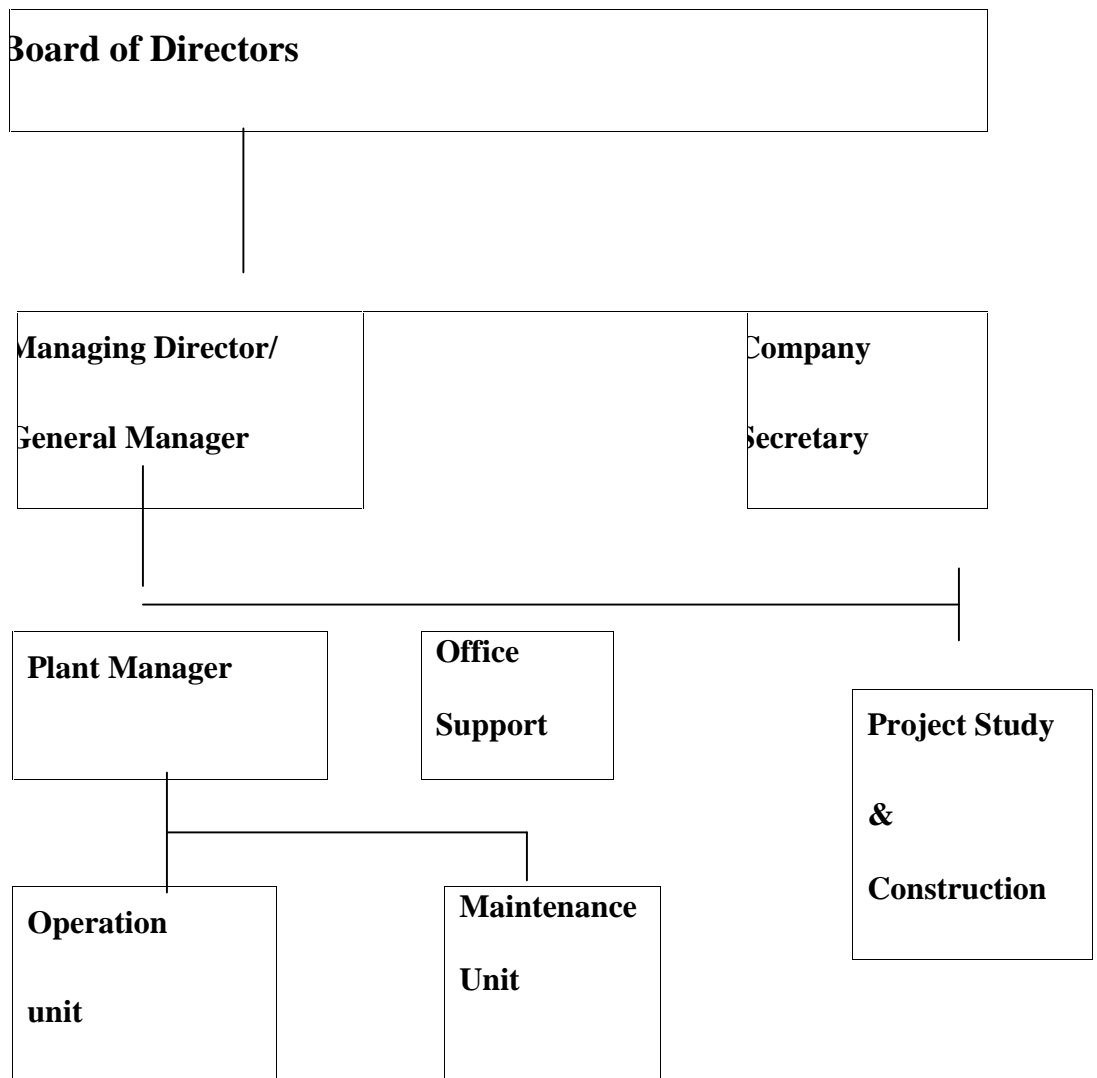 Board of Directors
Managing Director/
General Manager
Company
Secretary
Plant Manager
Office
Support
Project Study
&
Construction
Operation
unit
Maintenance
Unit